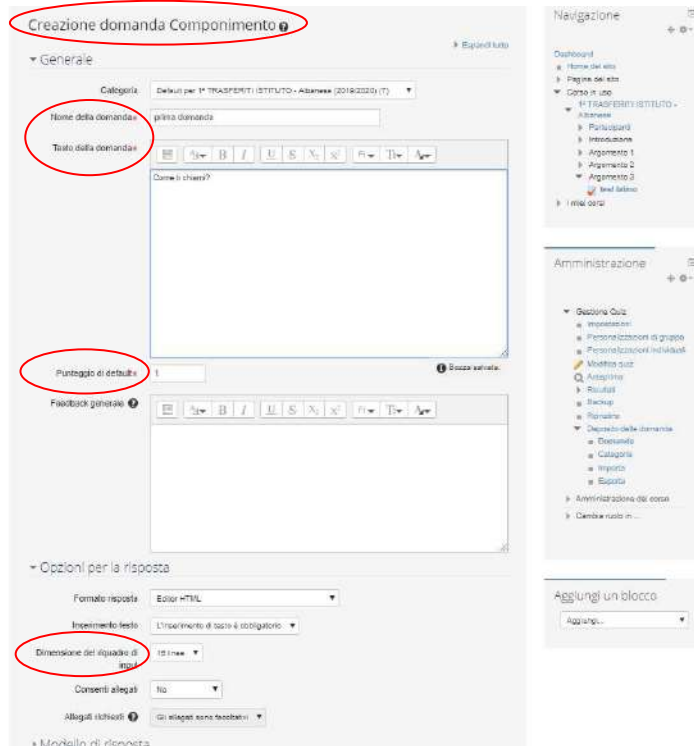 Creazione domanda Componimento
Espandi tutto
Generale
Categoria
Default per 1ª TRASFERITI ISTITUTO - Albanese (2019/2020) (7)
Nome della domanda
prima domanda
Testo della domanda
Come ti chiami?
Punteggio di default
1
Bozza salvata.
Feedback generale
Opzioni per la risposta
Formato risposta
Editor HTML
Inserimento testo
L'inserimento di testo è obbligatorio
Dimensione del riquadro di
input
15 linee
Consenti allegati
No
Allegati richiesti
Gli allegati sono facoltativi
Modello di risposta
Navigazione
Dashboard
Home del sito
Pagine del sito
Corso in uso
1ª TRASFERITI ISTITUTO -
Albanese
Partecipanti
Introduzione
Argomento 1
Argomento 2
Argomento 3
test
I miei corsi
Amministrazione
Gestione Quiz
Impostazioni
Personalizzazioni di gruppo
Personalizzazioni individuali
Modifica quiz
Anteprima
Risultati
Backup
Ripristino
Deposito delle domande
Domande
Categorie
Importa
Esporta
Amministrazione del corso
Cambia ruolo in...
Aggiungi un blocco
Aggiungi...